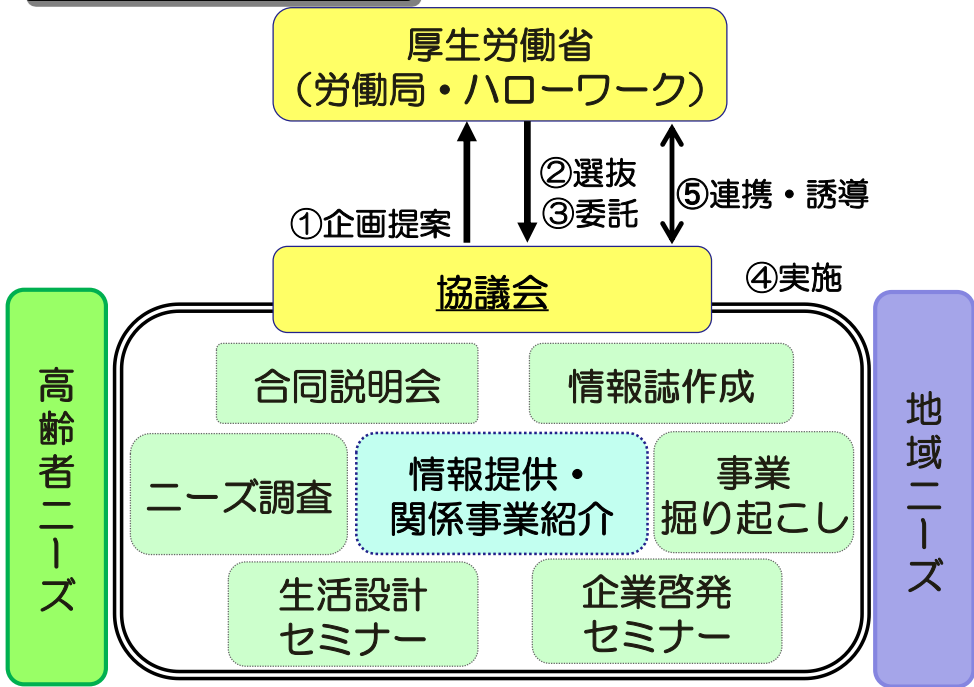 厚生労働省
(労働局・ハローワーク)
①企画提案
②選抜
③委託
⑤連携・誘導
協議会
④実施
高齢者ニーズ
合同説明会
情報誌作成
ニーズ調査
情報提供・
関係事業紹介
事業
掘り起こし
生活設計
セミナー
企業啓発
セミナー
地域ニーズ